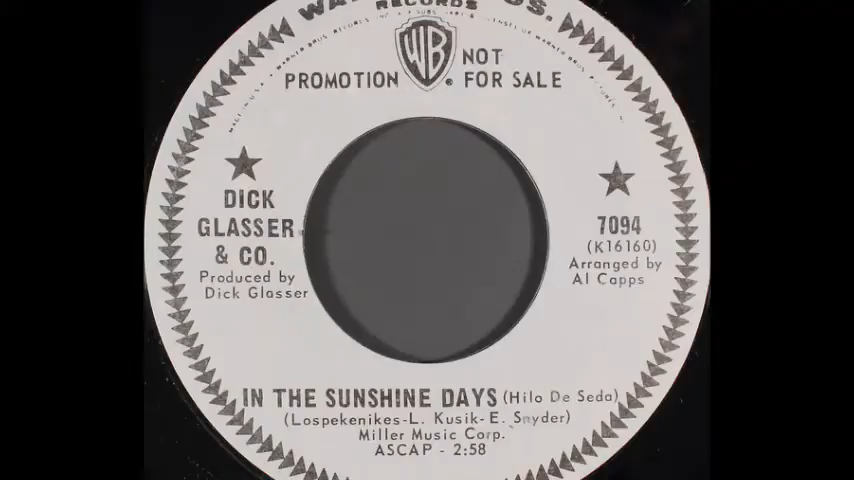 RECORDS
WB
PROMOTION NOT FOR SALE
DICK
GLASSER
& CO.
Produced by
Dick Glasser
7094
(K16160)
Arranged by
Al Capps
IN THE SUNSHINE DAYS (Hilo De Seda)
(Lospekenikes-L. Kusik-E. Snyder)
Miller Music Corp.
ASCAP - 2:58